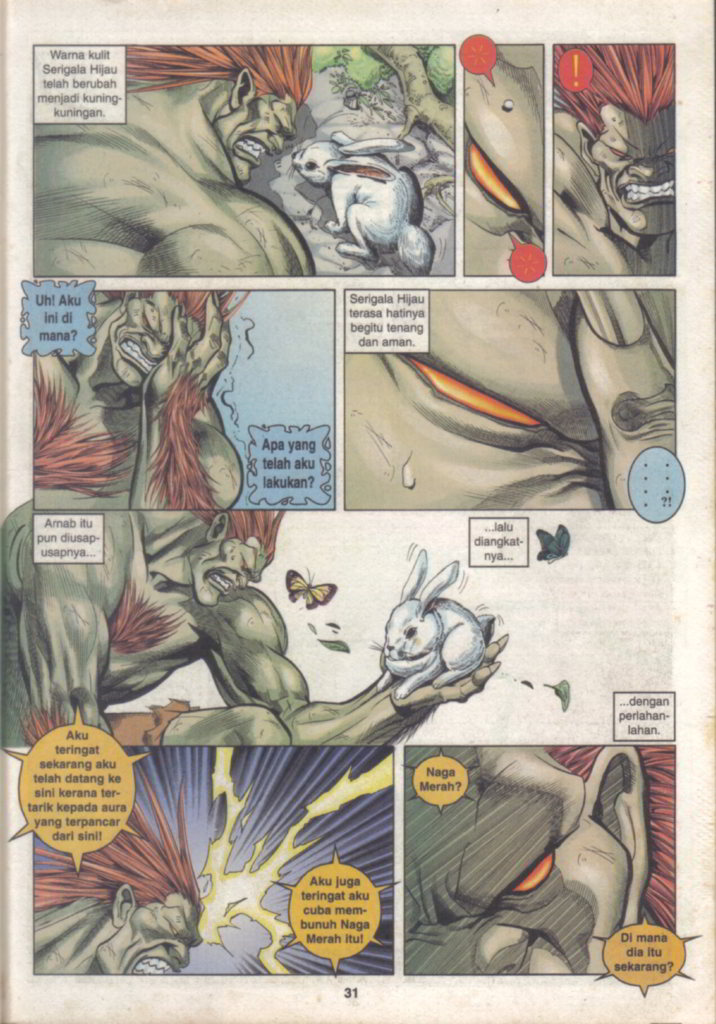 Warna kulit
Serigala Hijau
telah berubah
menjadi kuning-
kuningan.
!
Uh! Aku
ini di
mana?
Apa yang
telah aku
lakukan?
Serigala Hijau
terasa hatinya
begitu tenang
dan aman.
?!
Arnab itu
pun diusap-
usapnya...
...lalu
diangkat-
nya...
...dengan
perlahan-
lahan.
Aku
teringat
sekarang aku
telah datang ke
sini kerana ter-
tarik kepada aura
yang terpancar
dari sini!
Aku juga
teringat aku
cuba mem-
bunuh Naga
Merah itu!
Naga
Merah?
Di mana
dia itu
sekarang?
31